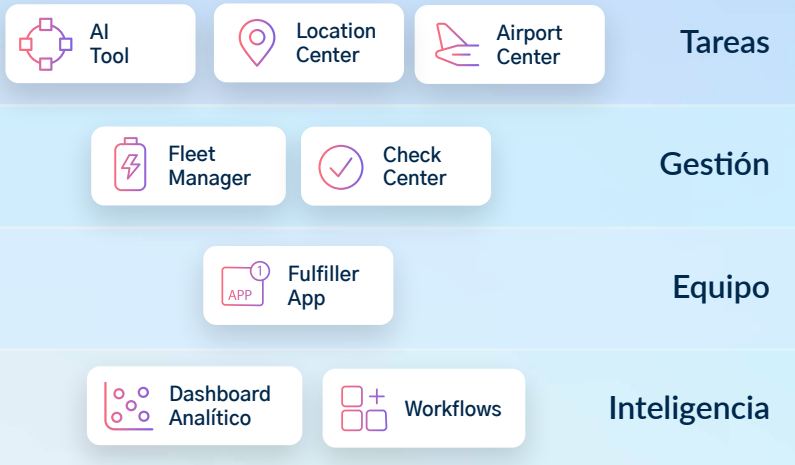 AI
Tool
Location
Center
Airport
Center
Tareas
Fleet
Manager
Check
Center
Gestión
APP
1
Fulfiller
App
Equipo
Dashboard
Analítico
Workflows
Inteligencia